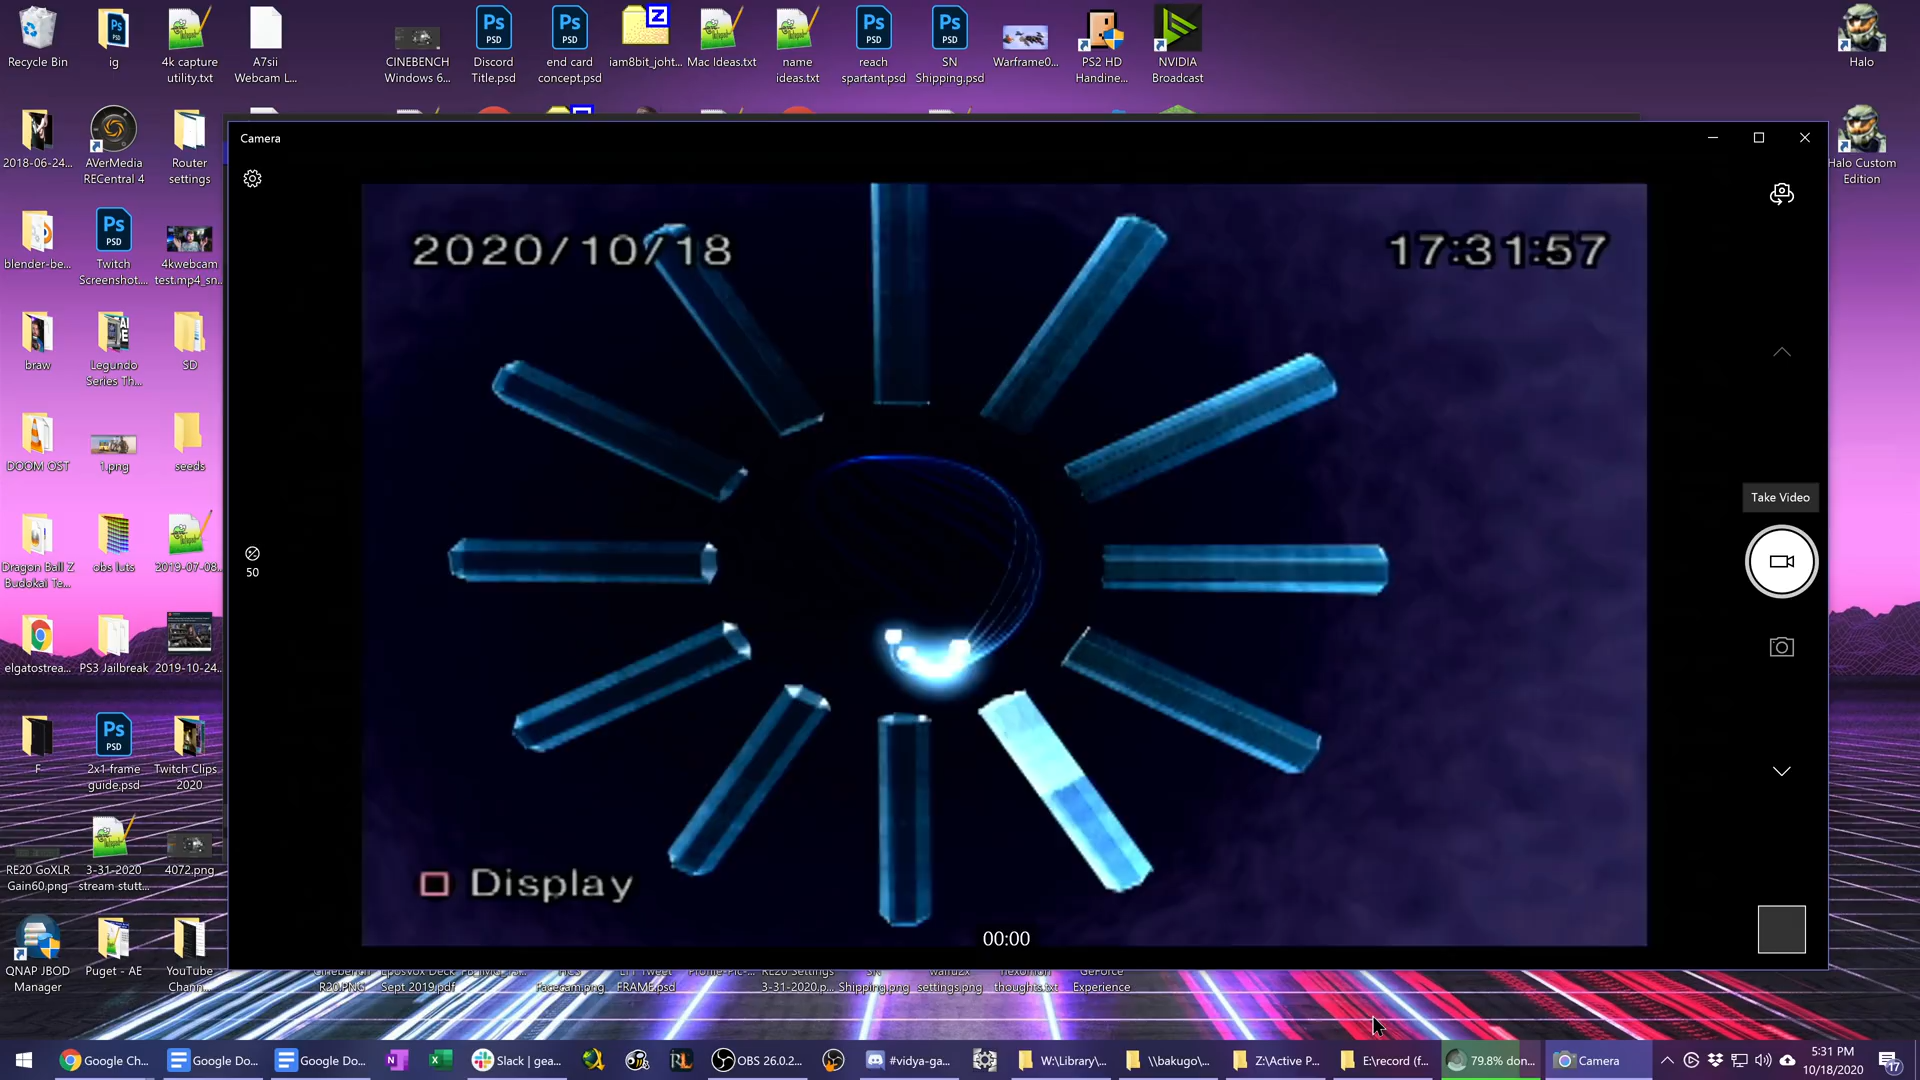 Recycle Bin
ig
4k capture
utility.txt
A7sii
Webcam L...
CINEBENCH
Windows 6...
Discord
Title.psd
end card
concept.psd
iam8bit_joht...
Mac Ideas.txt
name
ideas.txt
reach
spartant.psd
SN
Shipping.psd
Warframe0...
PS2 HD
Handine...
NVIDIA
Broadcast
Halo
2018-06-24...
AVerMedia
RECentral 4
Router
settings
Halo Custom
Edition
Camera
blender-be...
Twitch
Screenshot....
4kwebcam
test.mp4_sn...
2020/10/18
17:31:57
braw
Legundo
Series Th...
SD
DOOM OST
1.png
seeds
Take Video
50
Dragon Ball Z
Budokai Te...
obs luts
2019-07-08...
elgatostrea...
PS3 Jailbreak
2019-10-24...
F
2x1 frame
guide.psd
Twitch Clips
2020
RE20 GoXLR
Gain60.png
3-31-2020
stream stutt...
4072.png
Display
00:00
QNAP JBOD
Manager
Puget - AE
YouTube
Chann...
R20.PNG
Sept 2019.pdf
Facecam.png
FRAME.psd
RE20 Settings
3-31-2020.p...
Shipping.png
settings.png
thoughts.txt
GeForce
Experience
Google Ch...
Google Do...
Google Do...
Slack | gea...
OBS 26.0.2...
#vidya-ga...
W:\Library\...
\\bakugo\...
Z:\Active P...
E:\record (f...
79.8% don...
Camera
5:31 PM
10/18/2020
17